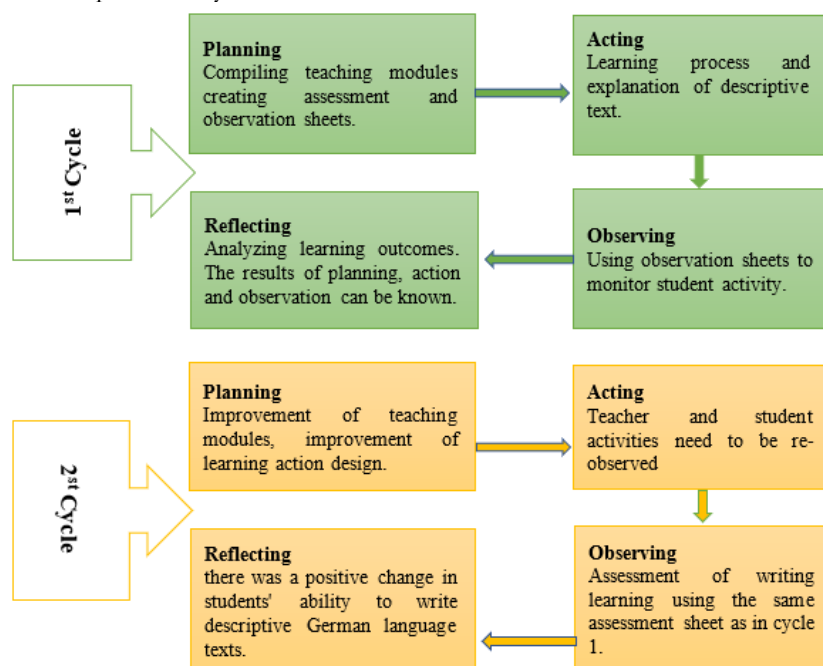 1st Cycle
Planning
Compiling teaching modules
creating assessment and
observation sheets.
Acting
Learning process and
explanation of descriptive
text.
Reflecting
Analyzing learning outcomes.
The results of planning, action
and observation can be known.
Observing
Using observation sheets to
monitor student activity.
2st Cycle
Planning
Improvement of teaching
modules, improvement of
learning action design.
Acting
Teacher and student
activities need to be re-
observed
Reflecting
there was a positive change in
students' ability to write
descriptive German language
texts.
Observing
Assessment of writing
learning using the same
assessment sheet as in cycle
1.